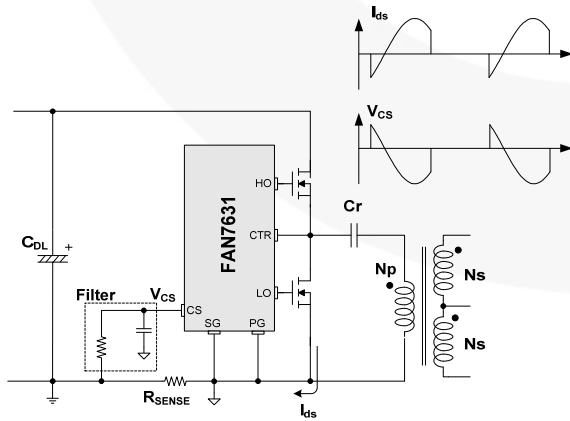 Ids
VCS
FAN7631
HO
CTR
LO
CS
SG
PG
Cr
CDL
+
Np
Ns
Ns
Filter
VCS
RSENSE
Ids